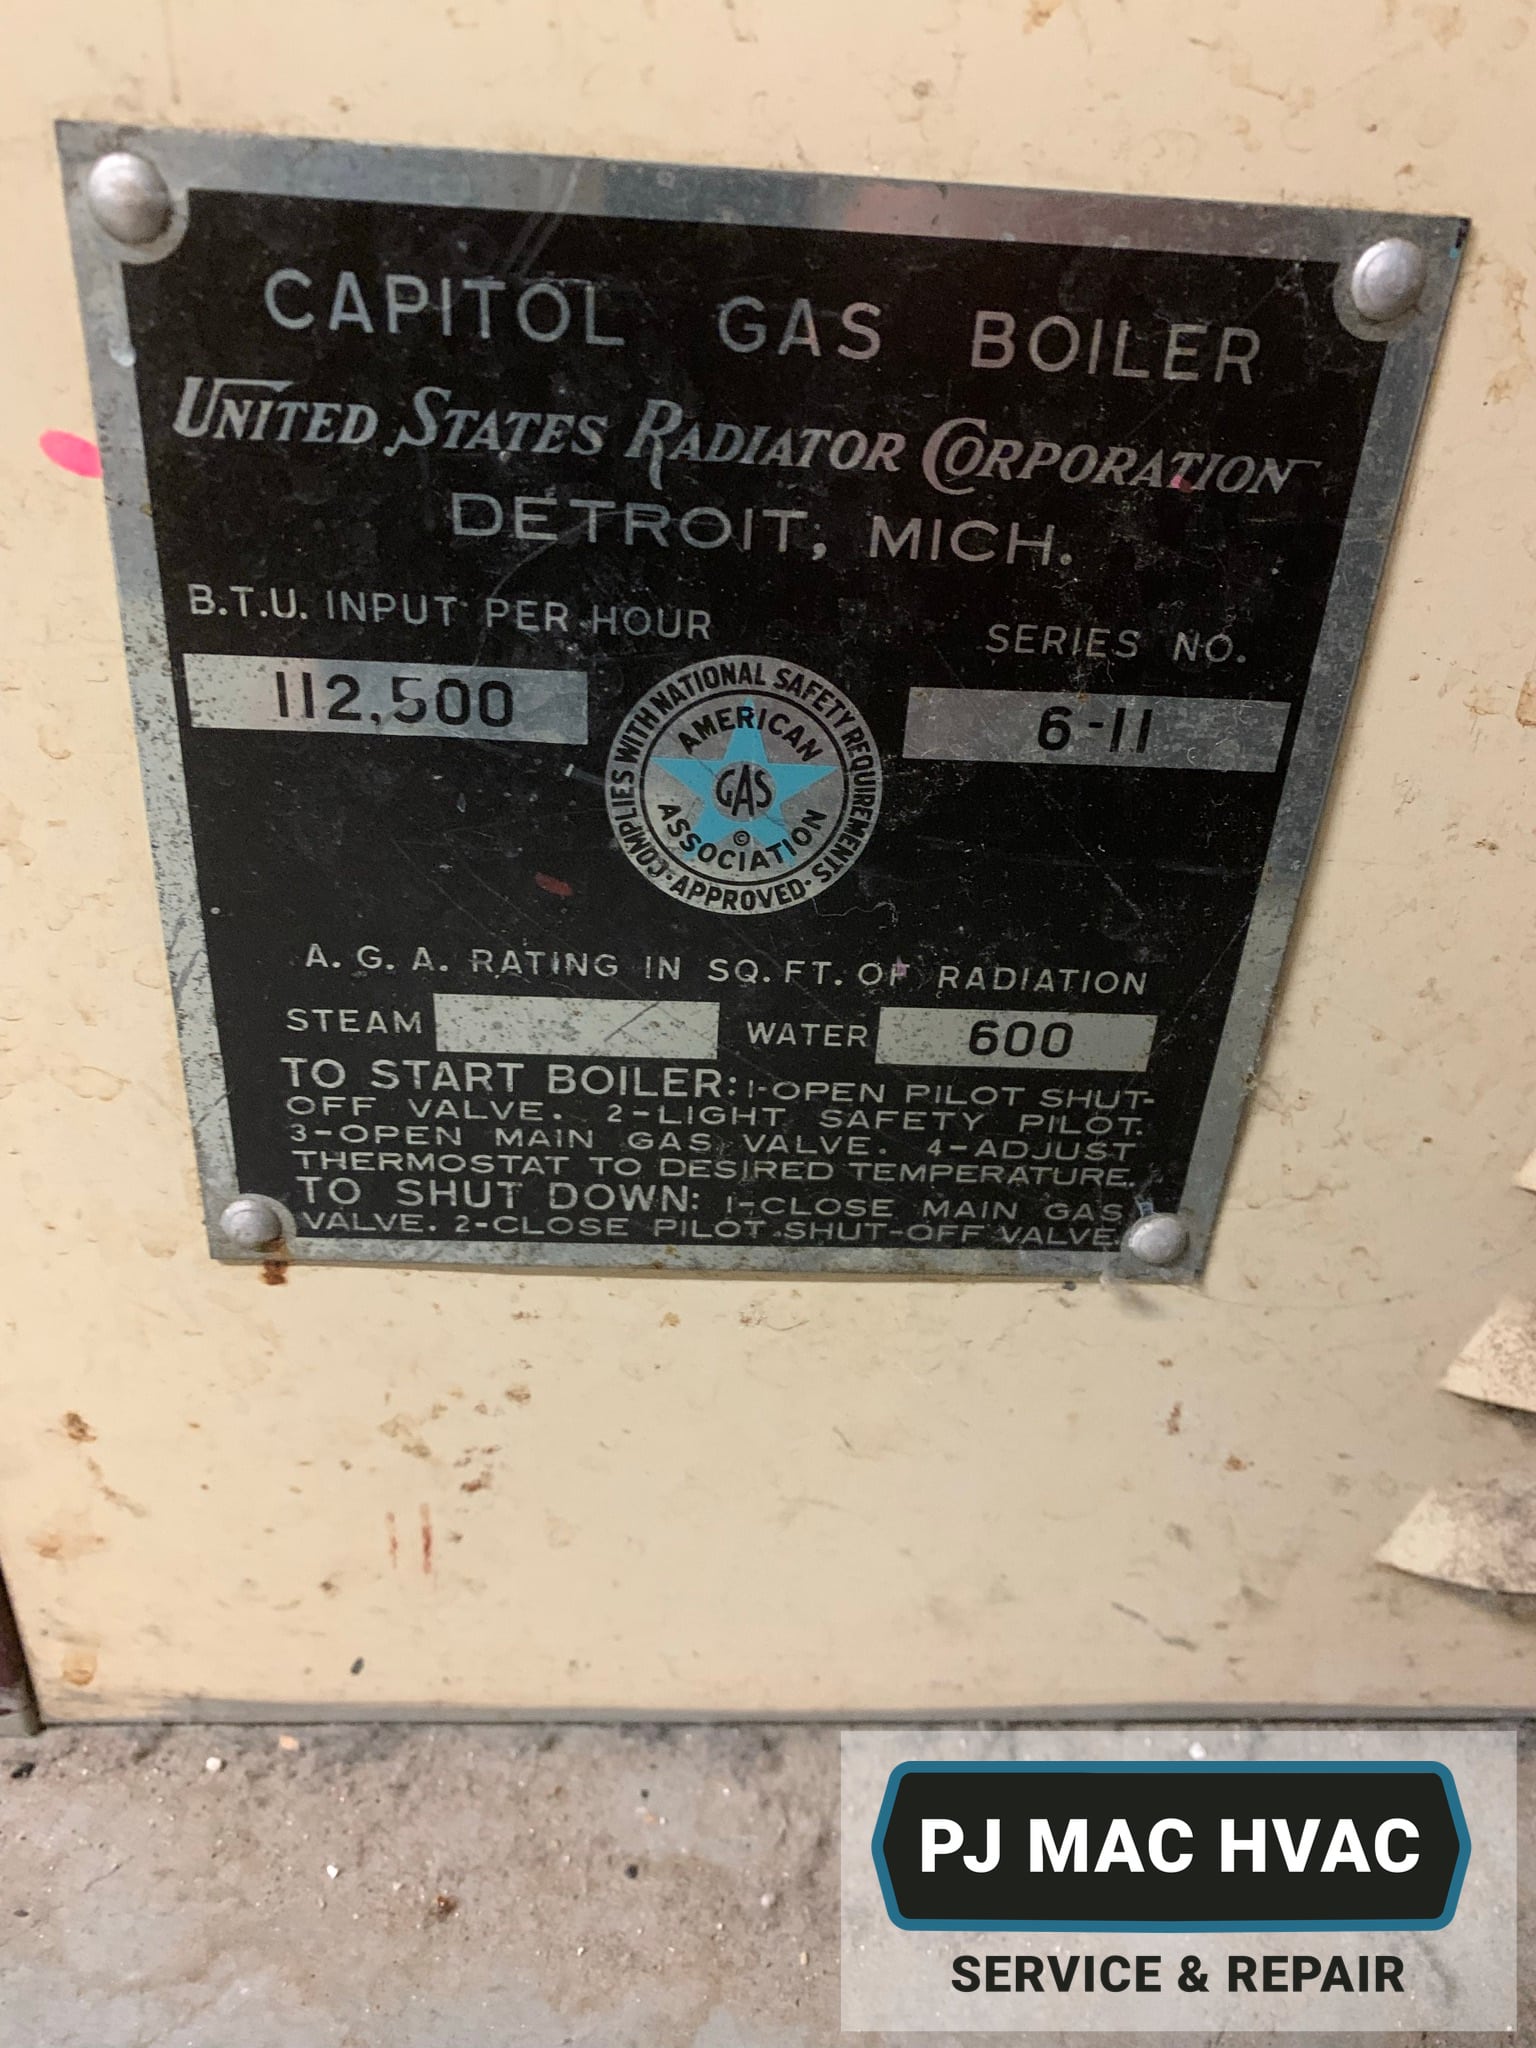 CAPITOL GAS BOILER
UNITED STATES RADIATOR CORPORATION
DETROIT, MICH.
B.T.U. INPUT PER HOUR
SERIES NO.
112,500
6-11
COMPLIES WITH NATIONAL SAFETY REQUIREMENTS
· APPROVED ·
AMERICAN
GAS
©
ASSOCIATION
A. G. A. RATING IN SQ. FT. OF RADIATION
STEAM
WATER 600
TO START BOILER: 1-OPEN PILOT SHUT-
OFF VALVE. 2-LIGHT SAFETY PILOT.
3-OPEN MAIN GAS VALVE. 4-ADJUST
THERMOSTAT TO DESIRED TEMPERATURE.
TO SHUT DOWN: 1-CLOSE MAIN GAS
VALVE. 2-CLOSE PILOT SHUT-OFF VALVE.
PJ MAC HVAC
SERVICE & REPAIR